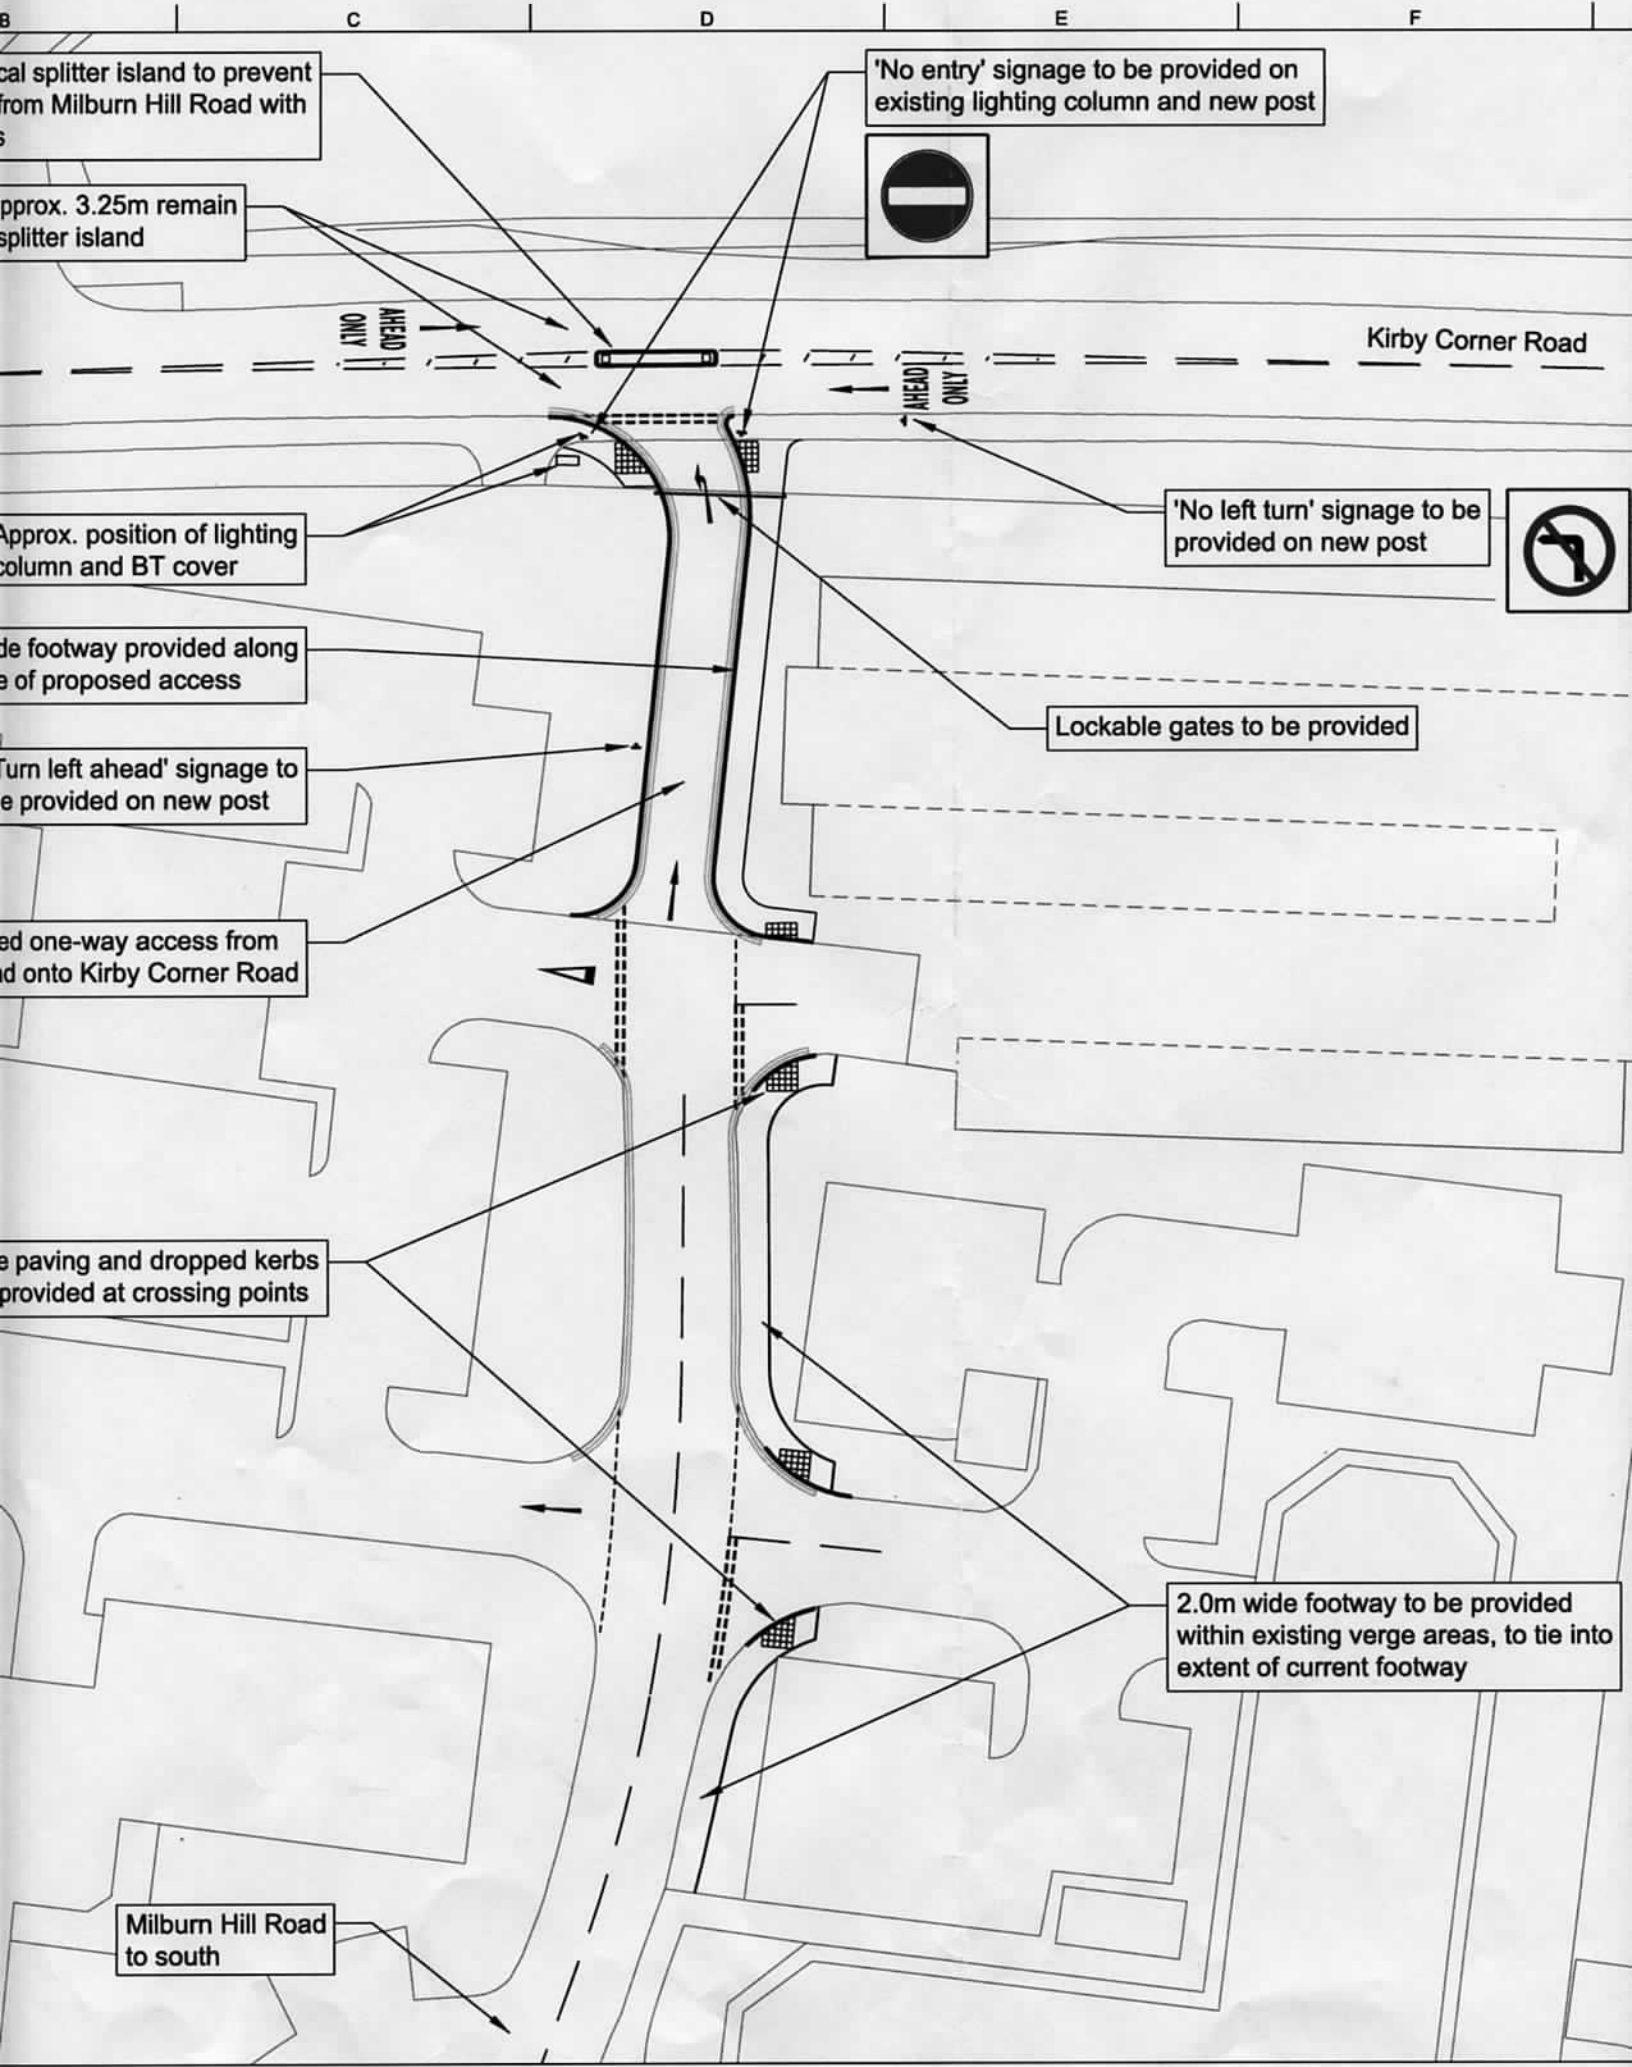 B
C
D
E
F
cal splitter island to prevent
from Milburn Hill Road with
s
'No entry' signage to be provided on
existing lighting column and new post
pprox. 3.25m remain
splitter island
AHEAD
ONLY
Kirby Corner Road
AHEAD
ONLY
Approx. position of lighting
column and BT cover
'No left turn' signage to be
provided on new post
de footway provided along
e of proposed access
Lockable gates to be provided
Turn left ahead' signage to
e provided on new post
ed one-way access from
d onto Kirby Corner Road
e paving and dropped kerbs
provided at crossing points
2.0m wide footway to be provided
within existing verge areas, to tie into
extent of current footway
Milburn Hill Road
to south